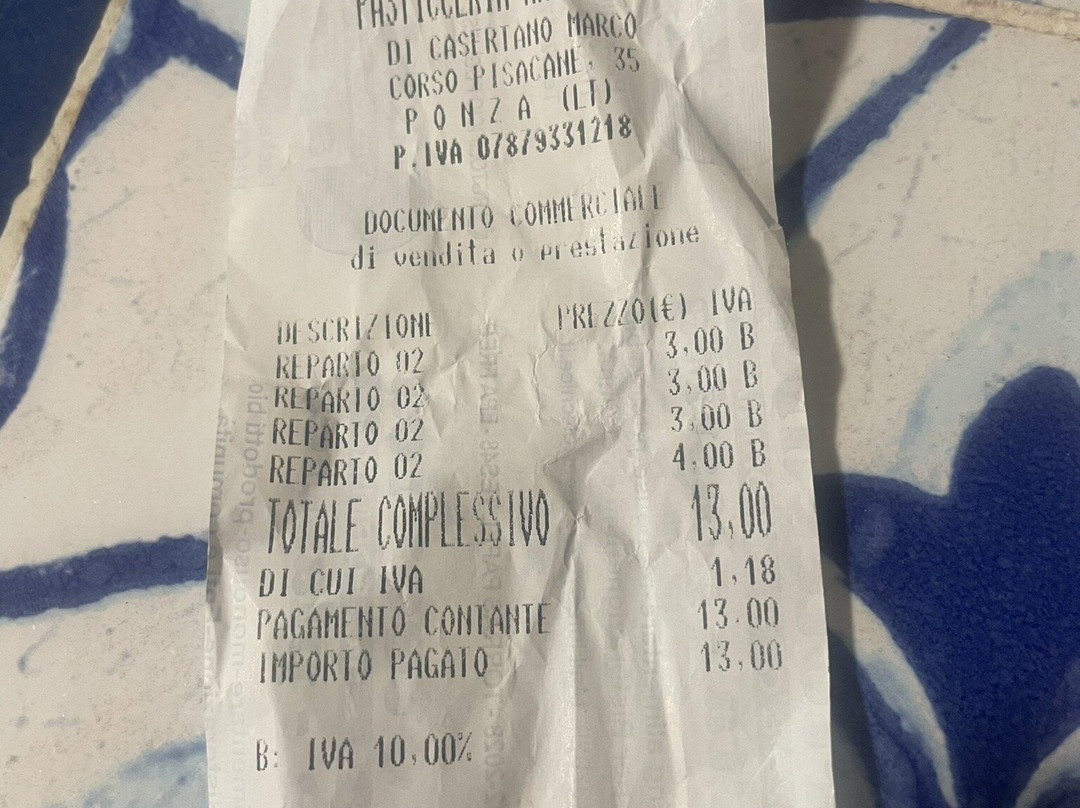 PASTICCERIA
DI CASERTANO MARCO
CORSO PISACANE, 35
P O N Z A (LT)
P.IVA 07879331218
DOCUMENTO COMMERCIALE
di vendita o prestazione
DESCRIZIONE PREZZO(€) IVA
REPARTO 02 3,00 B
REPARTO 02 3,00 B
REPARTO 02 3,00 B
REPARTO 02 4,00 B
TOTALE COMPLESSIVO 13,00
DI CUI IVA 1,18
PAGAMENTO CONTANTE 13,00
IMPORTO PAGATO 13,00
B: IVA 10,00%